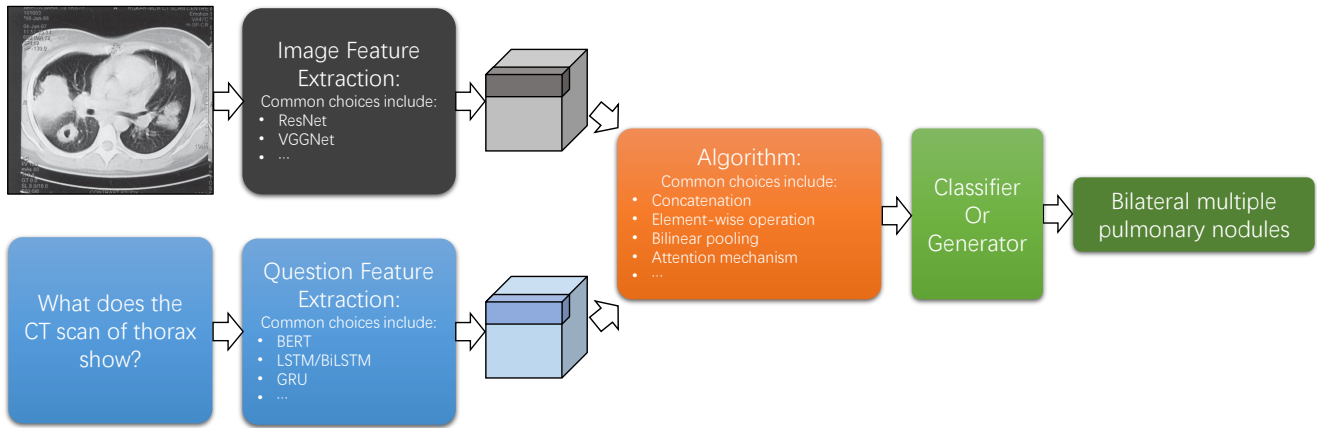 Image Feature
Extraction:
Common choices include:
• ResNet
• VGGNet
• ...
Algorithm:
Common choices include:
• Concatenation
• Element-wise operation
• Bilinear pooling
• Attention mechanism
• ...
Classifier
Or
Generator
Bilateral multiple
pulmonary nodules
What does the
CT scan of thorax
show?
Question Feature
Extraction:
Common choices include:
• BERT
• LSTM/BiLSTM
• GRU
• ...